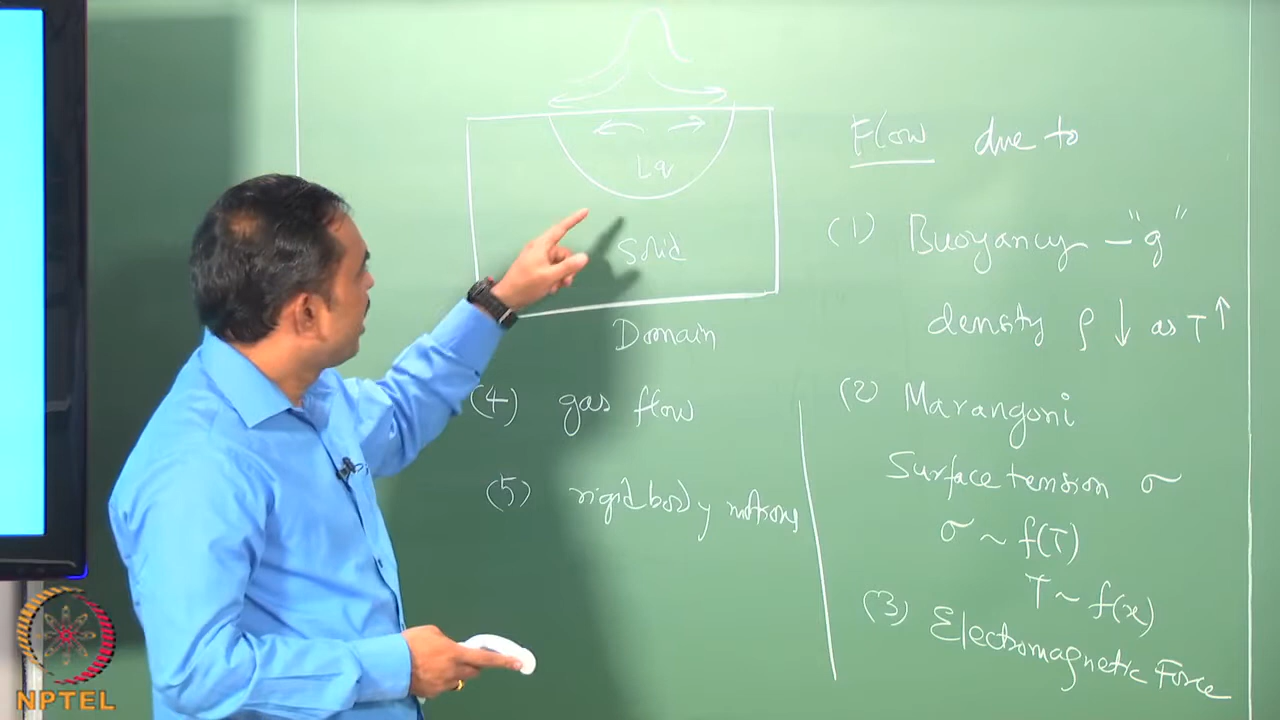 Lq
Solid
Domain
(4) gas flow
(5) rigid body motions
Flow due to
(1) Buoyancy - "g"
density ρ ↓ as T ↑
(2) Marangoni
Surface tension σ
σ ~ f(T)
T ~ f(x)
(3) Electromagnetic Force
NPTEL